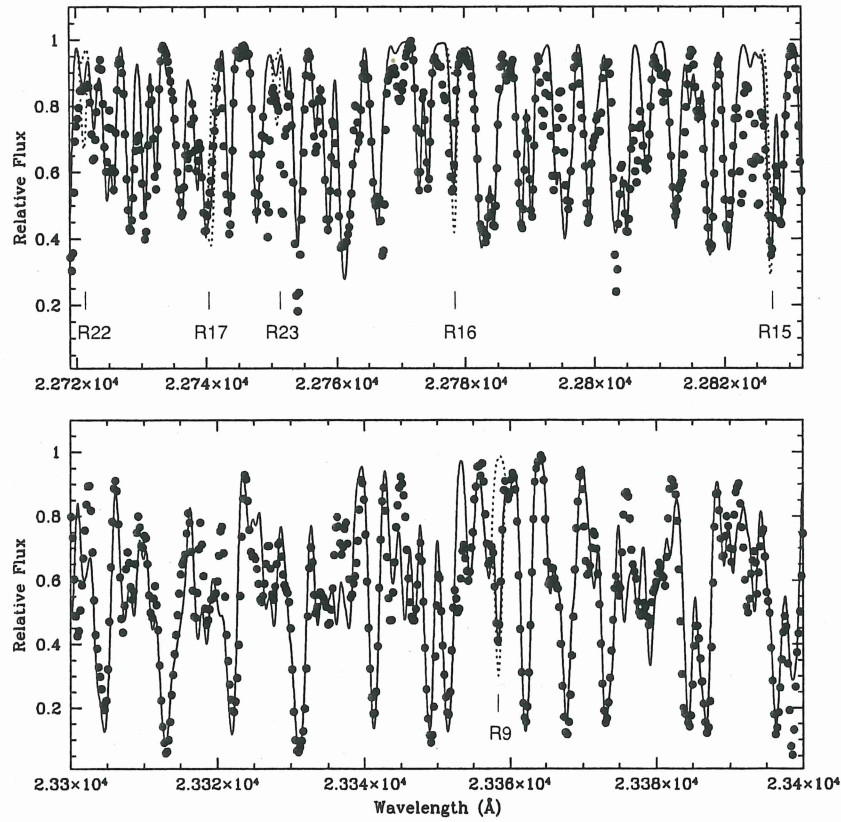 1
0.8
0.6
0.4
0.2
Relative Flux
R22
R17
R23
R16
R15
2.272×10⁴
2.274×10⁴
2.276×10⁴
2.278×10⁴
2.28×10⁴
2.282×10⁴
1
0.8
0.6
0.4
0.2
Relative Flux
R9
2.33×10⁴
2.332×10⁴
2.334×10⁴
2.336×10⁴
2.338×10⁴
2.34×10⁴
Wavelength (Å)